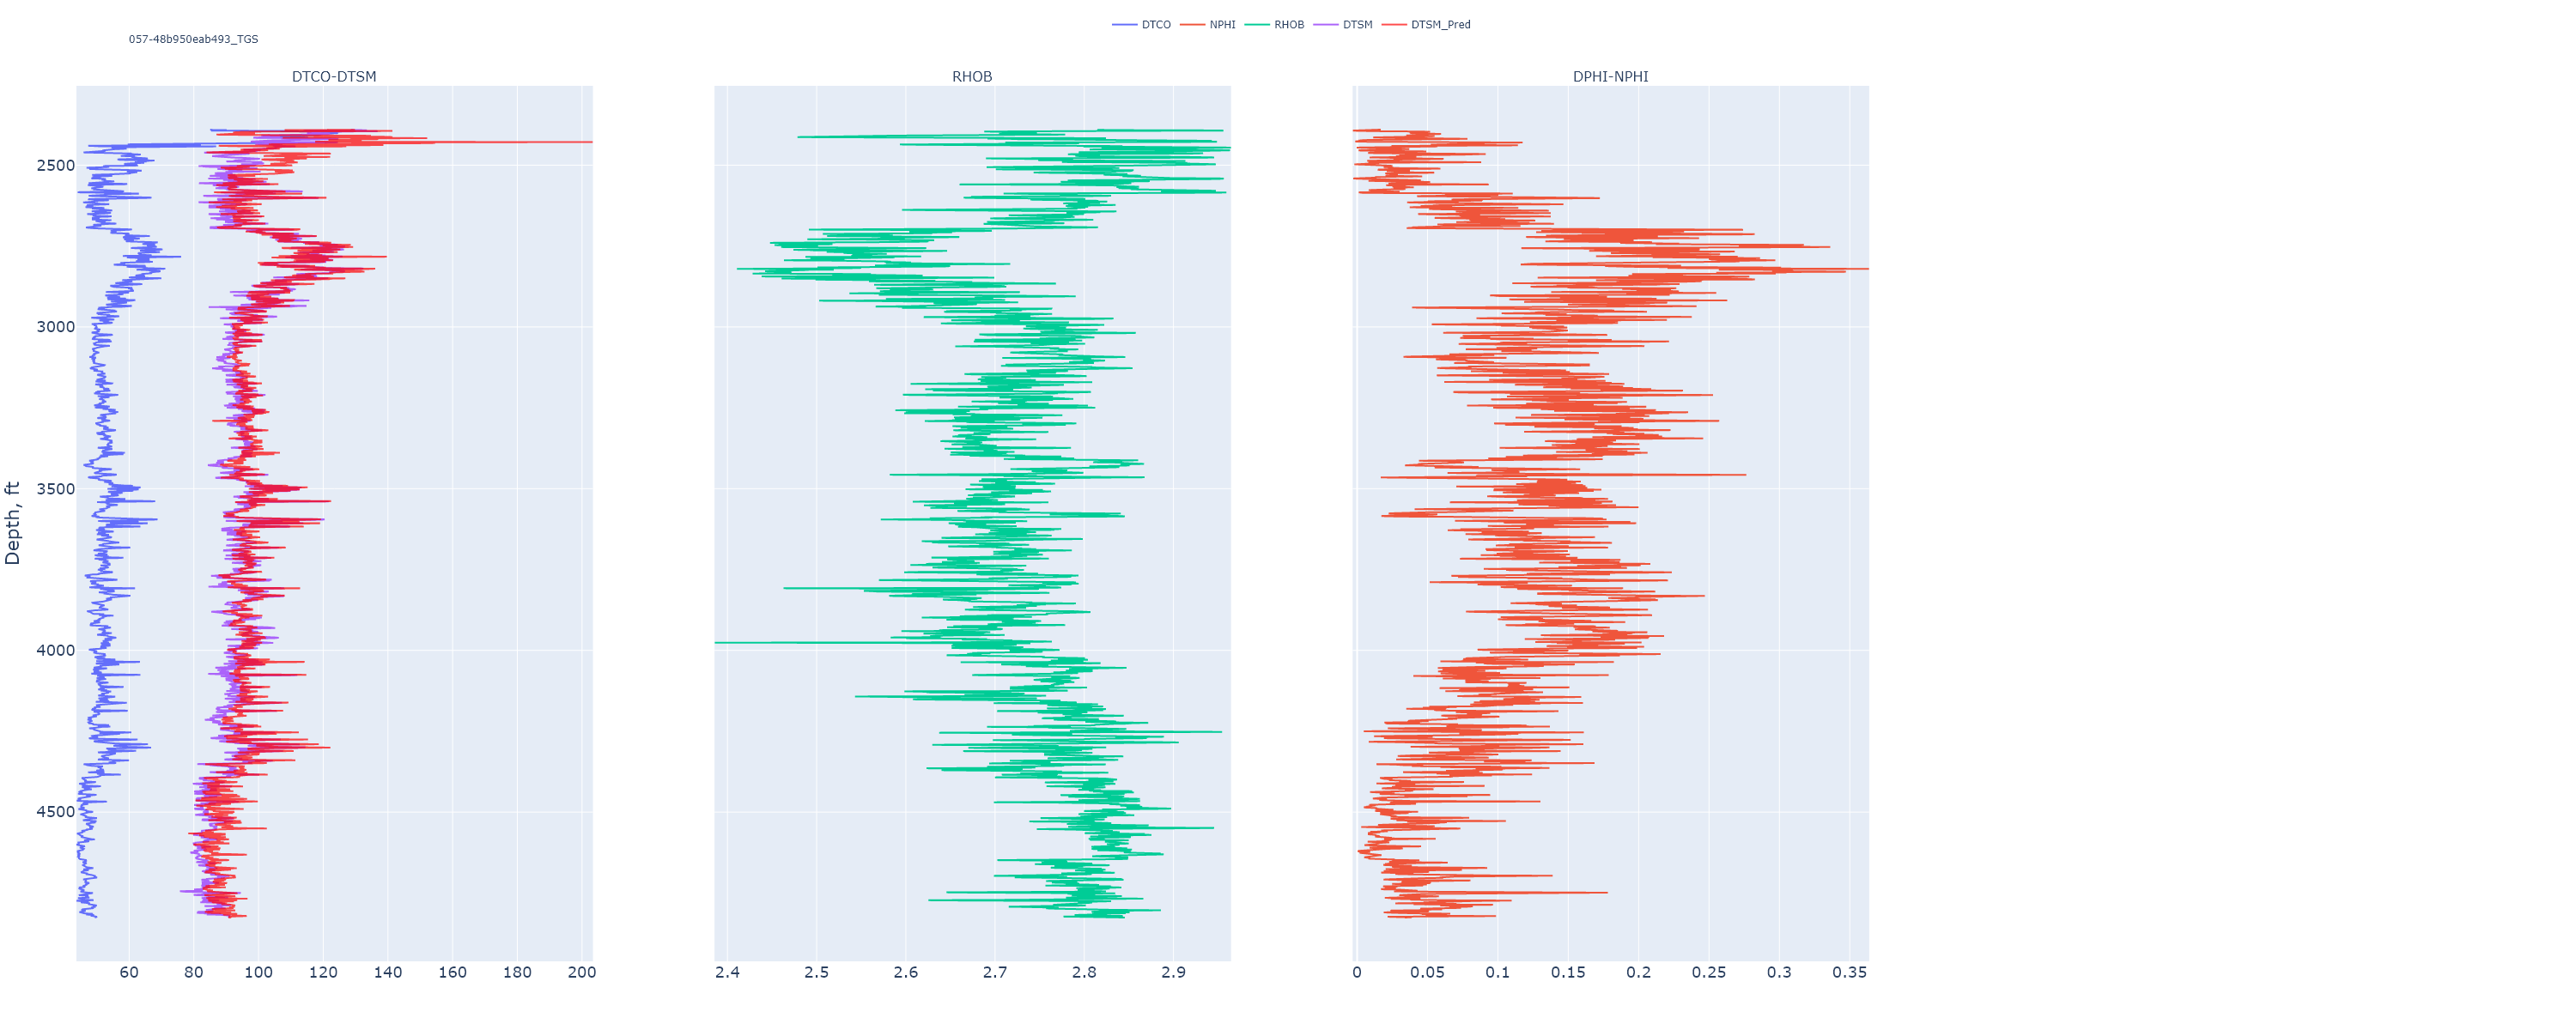 DTCO NPHI RHOB DTSM DTSM_Pred
057-48b950eab493_TGS
DTCO-DTSM RHOB DPHI-NPHI
2500
3000
3500
4000
4500
Depth, ft
60 80 100 120 140 160 180 200 2.4 2.5 2.6 2.7 2.8 2.9 0 0.05 0.1 0.15 0.2 0.25 0.3 0.35